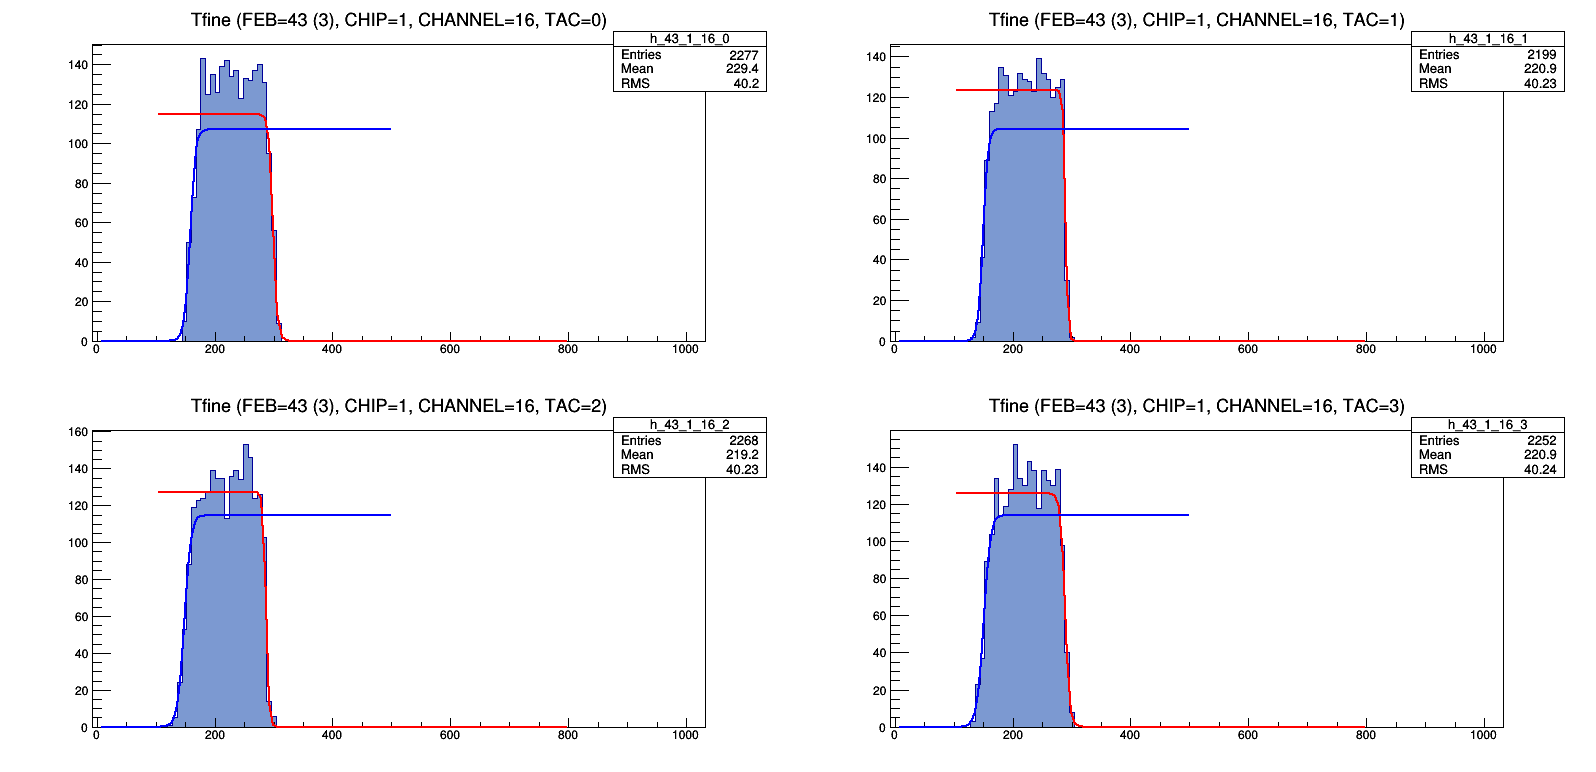 Tfine (FEB=43 (3), CHIP=1, CHANNEL=16, TAC=0)
h_43_1_16_0
Entries 2277
Mean 229.4
RMS 40.2
140
120
100
80
60
40
20
0
0 200 400 600 800 1000
Tfine (FEB=43 (3), CHIP=1, CHANNEL=16, TAC=1)
h_43_1_16_1
Entries 2199
Mean 220.9
RMS 40.23
140
120
100
80
60
40
20
0
0 200 400 600 800 1000
Tfine (FEB=43 (3), CHIP=1, CHANNEL=16, TAC=2)
h_43_1_16_2
Entries 2268
Mean 219.2
RMS 40.23
160
140
120
100
80
60
40
20
0
0 200 400 600 800 1000
Tfine (FEB=43 (3), CHIP=1, CHANNEL=16, TAC=3)
h_43_1_16_3
Entries 2252
Mean 220.9
RMS 40.24
140
120
100
80
60
40
20
0
0 200 400 600 800 1000